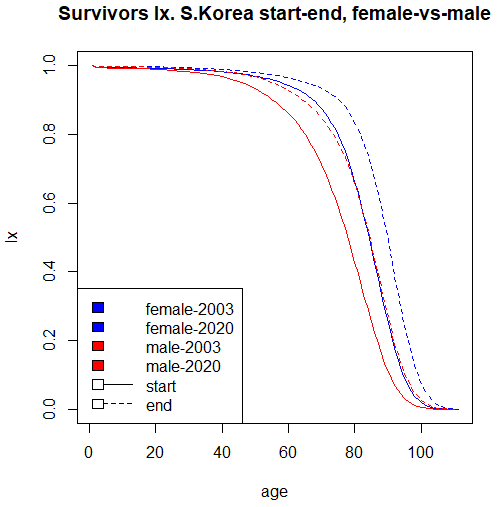 Survivors lx. S.Korea start-end, female-vs-male
lx
1.0
0.8
0.6
0.4
0.2
0.0
female-2003
female-2020
male-2003
male-2020
start
end
0 20 40 60 80 100
age